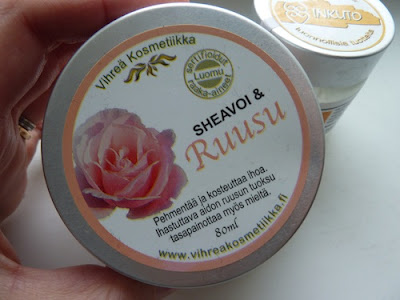 Vihreä Kosmetiikka
sertifioidut
Luomu
raaka-aineet
SHEAVOI &
Ruusu
Pehmentää ja kosteuttaa ihoa.
Ihastuttava aidon ruusun tuoksu
tasapainottaa myös mieltä.
80ml
www.vihreakosmetiikka.fi